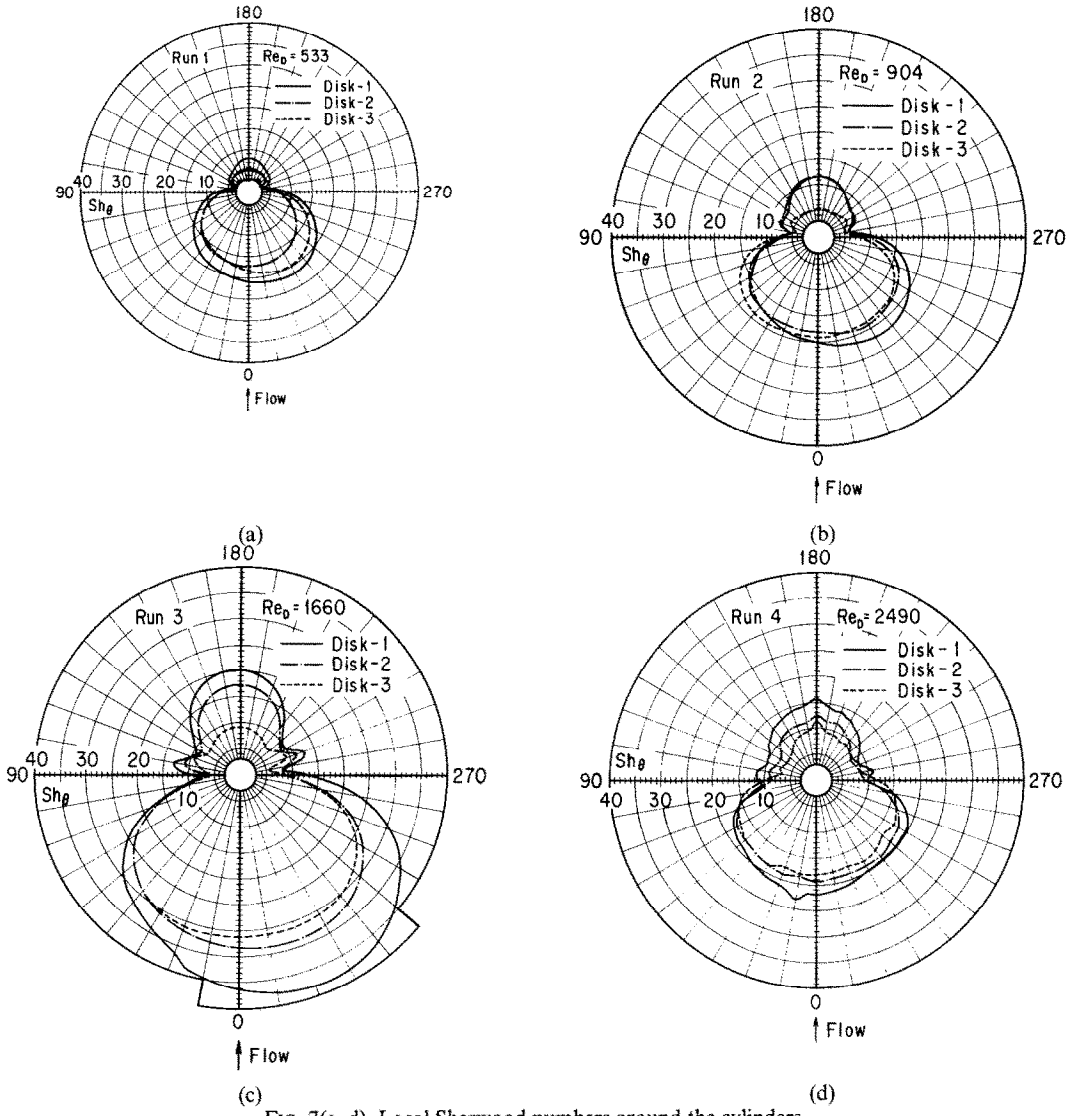 180
Run 1
Re_D = 533
Disk-1
Disk-2
Disk-3
90
40 30 20 10
270
Sh_θ
0
Flow
(a)
180
Run 2
Re_D = 904
Disk-1
Disk-2
Disk-3
40 30 20 10
90
270
Sh_θ
0
Flow
(b)
180
Run 3
Re_D = 1660
Disk-1
Disk-2
Disk-3
40 30 20
90
270
Sh_θ
10
0
Flow
(c)
180
Run 4
Re_D = 2490
Disk-1
Disk-2
Disk-3
Sh_θ
90
270
40 30 20 10
0
Flow
(d)
FIG. 7(a–d). Local Sherwood numbers around the cylinders.